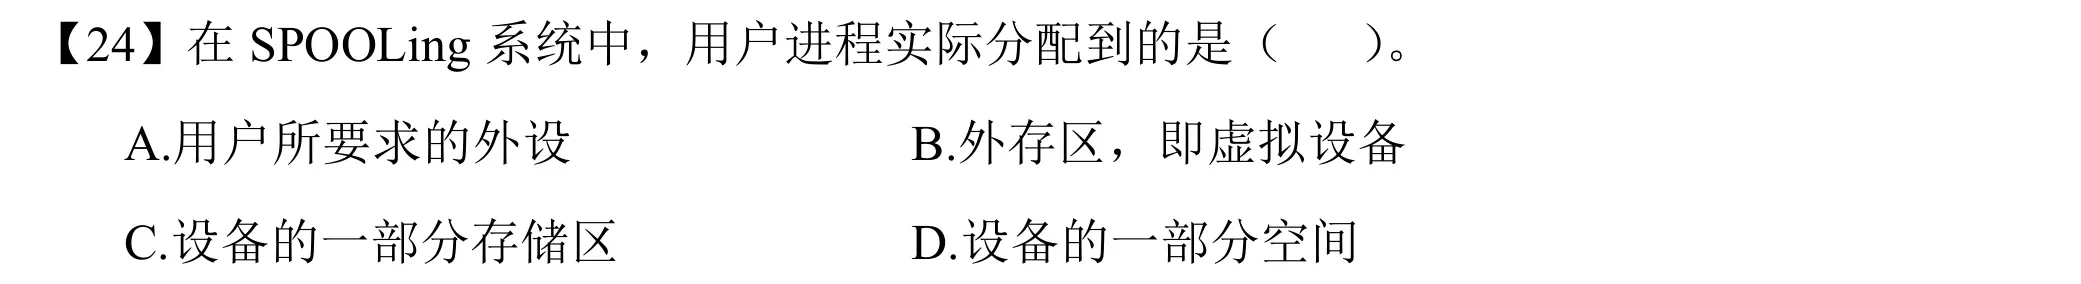 【24】在 SPOOLing 系统中，用户进程实际分配到的是（    ）。
A.用户所要求的外设    B.外存区，即虚拟设备
C.设备的一部分存储区    D.设备的一部分空间